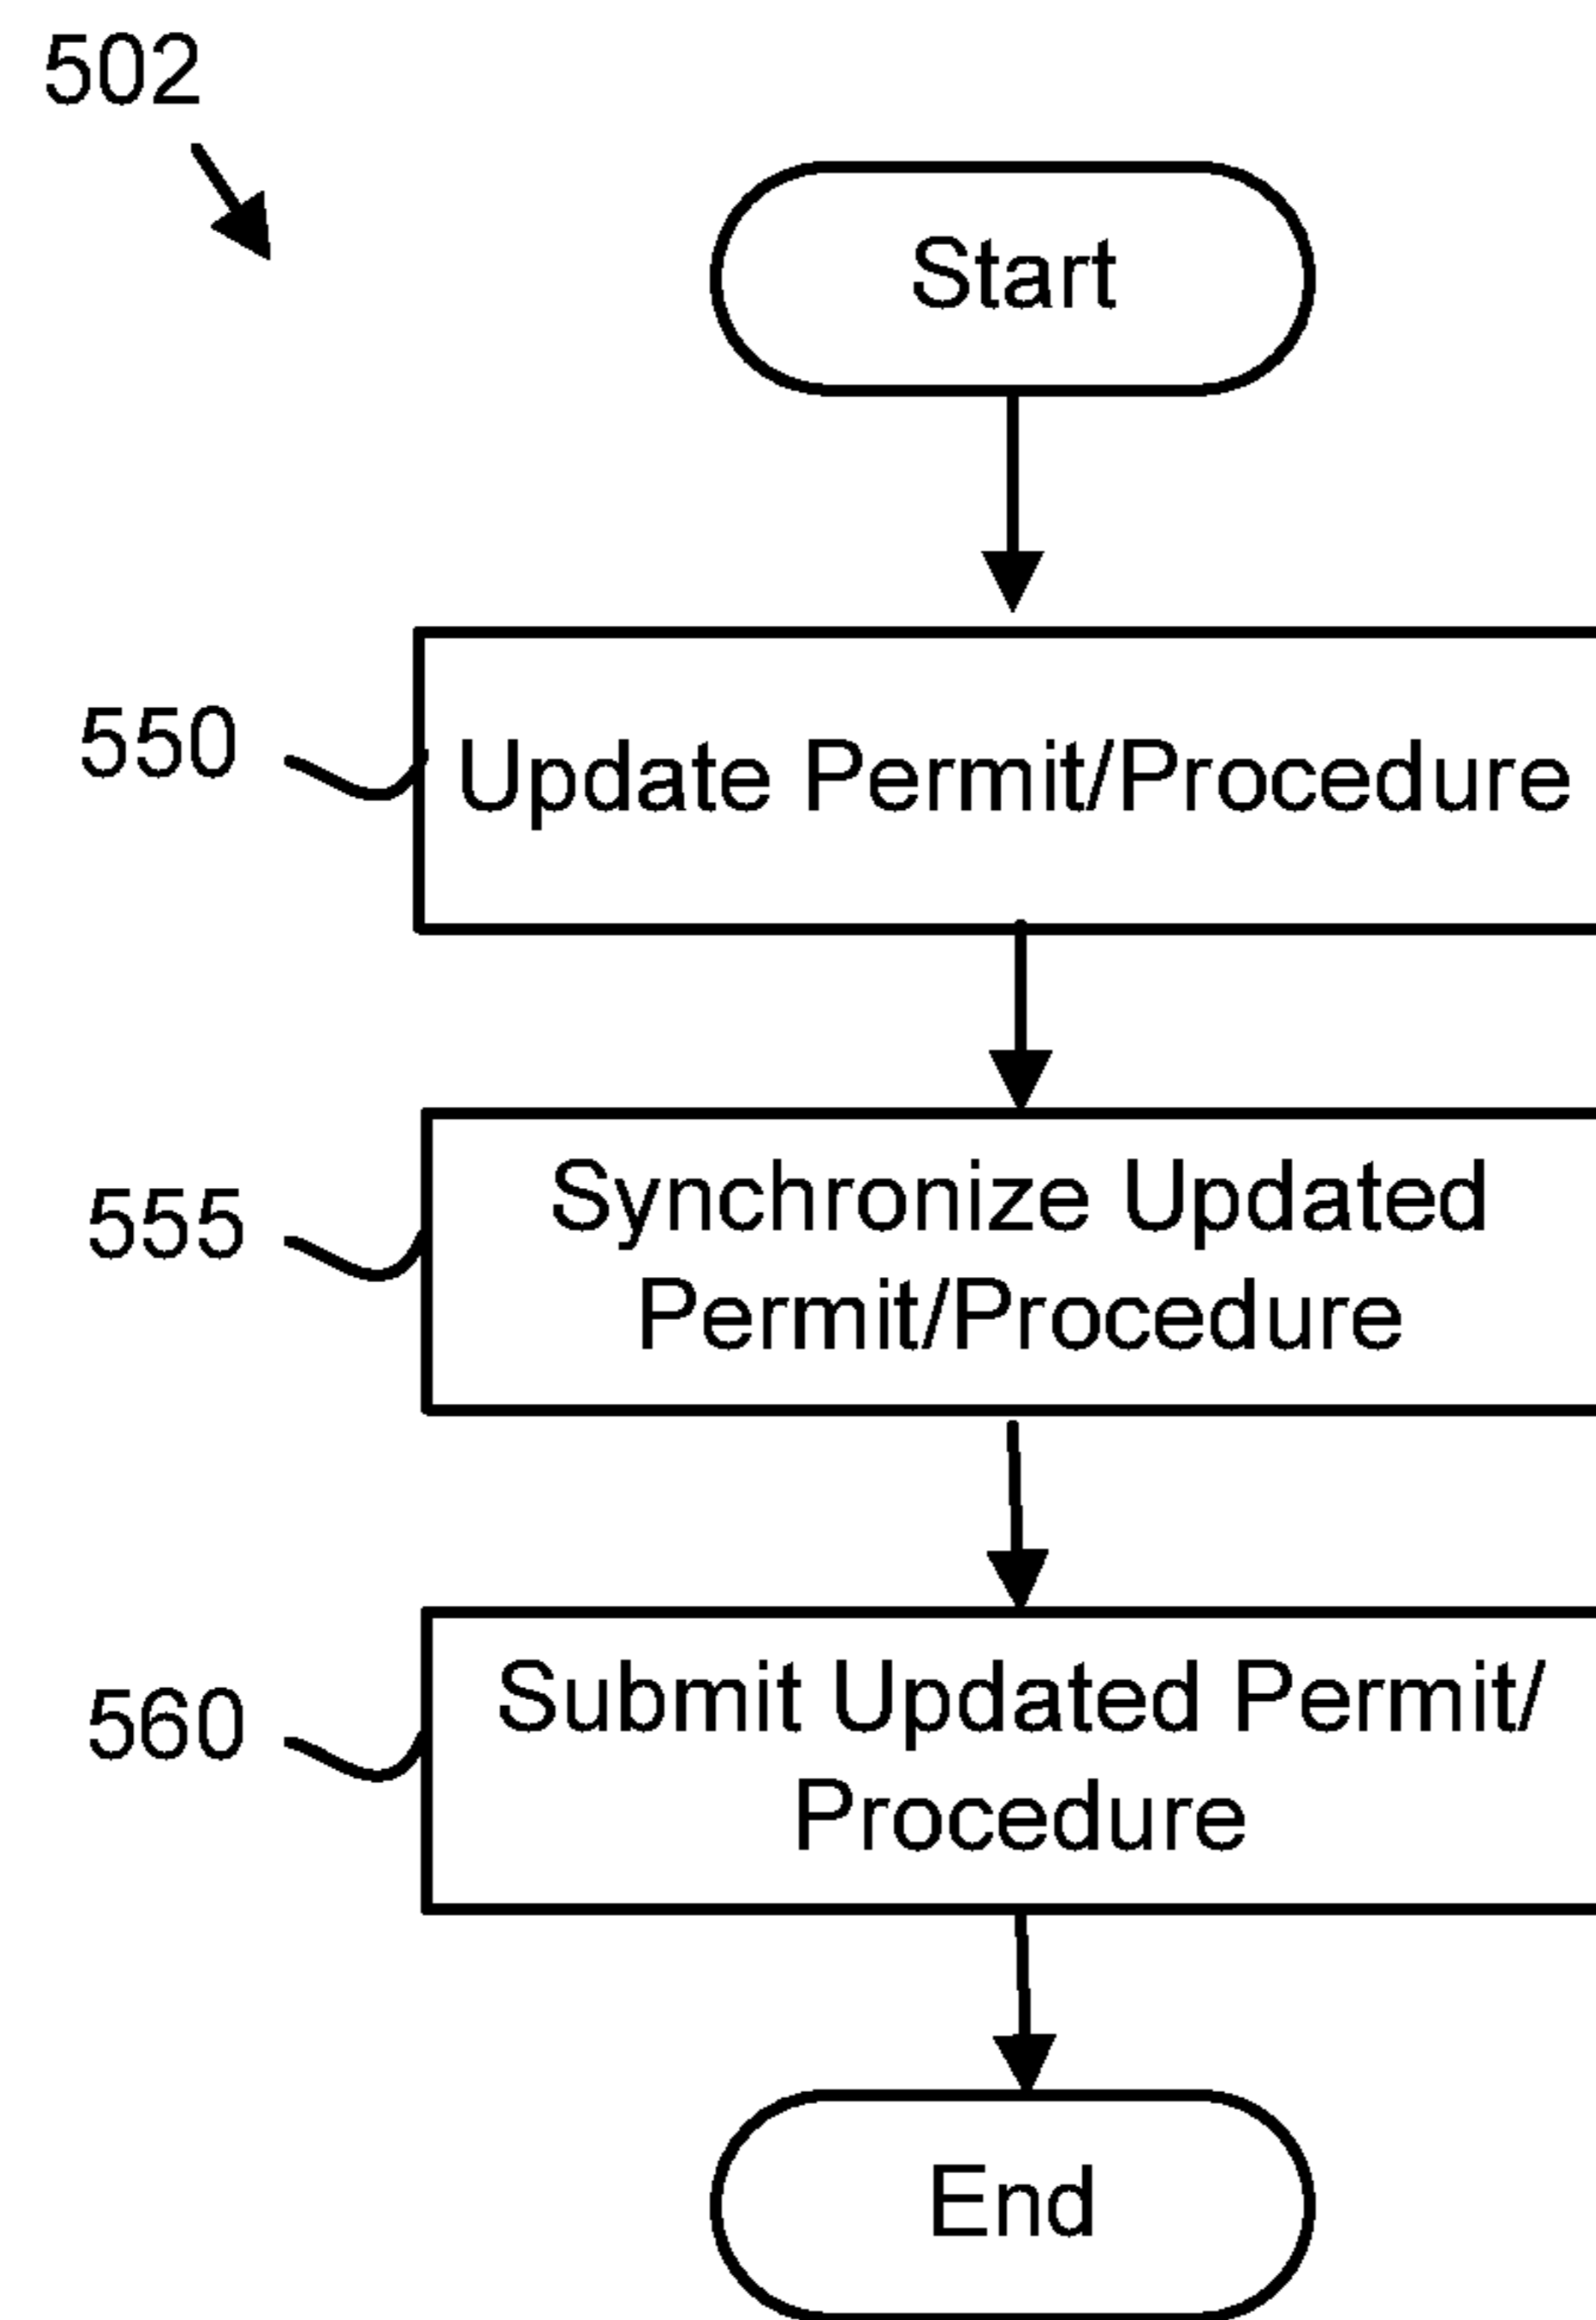 502
Start
550
Update Permit/Procedure
555
Synchronize Updated
Permit/Procedure
560
Submit Updated Permit/
Procedure
End